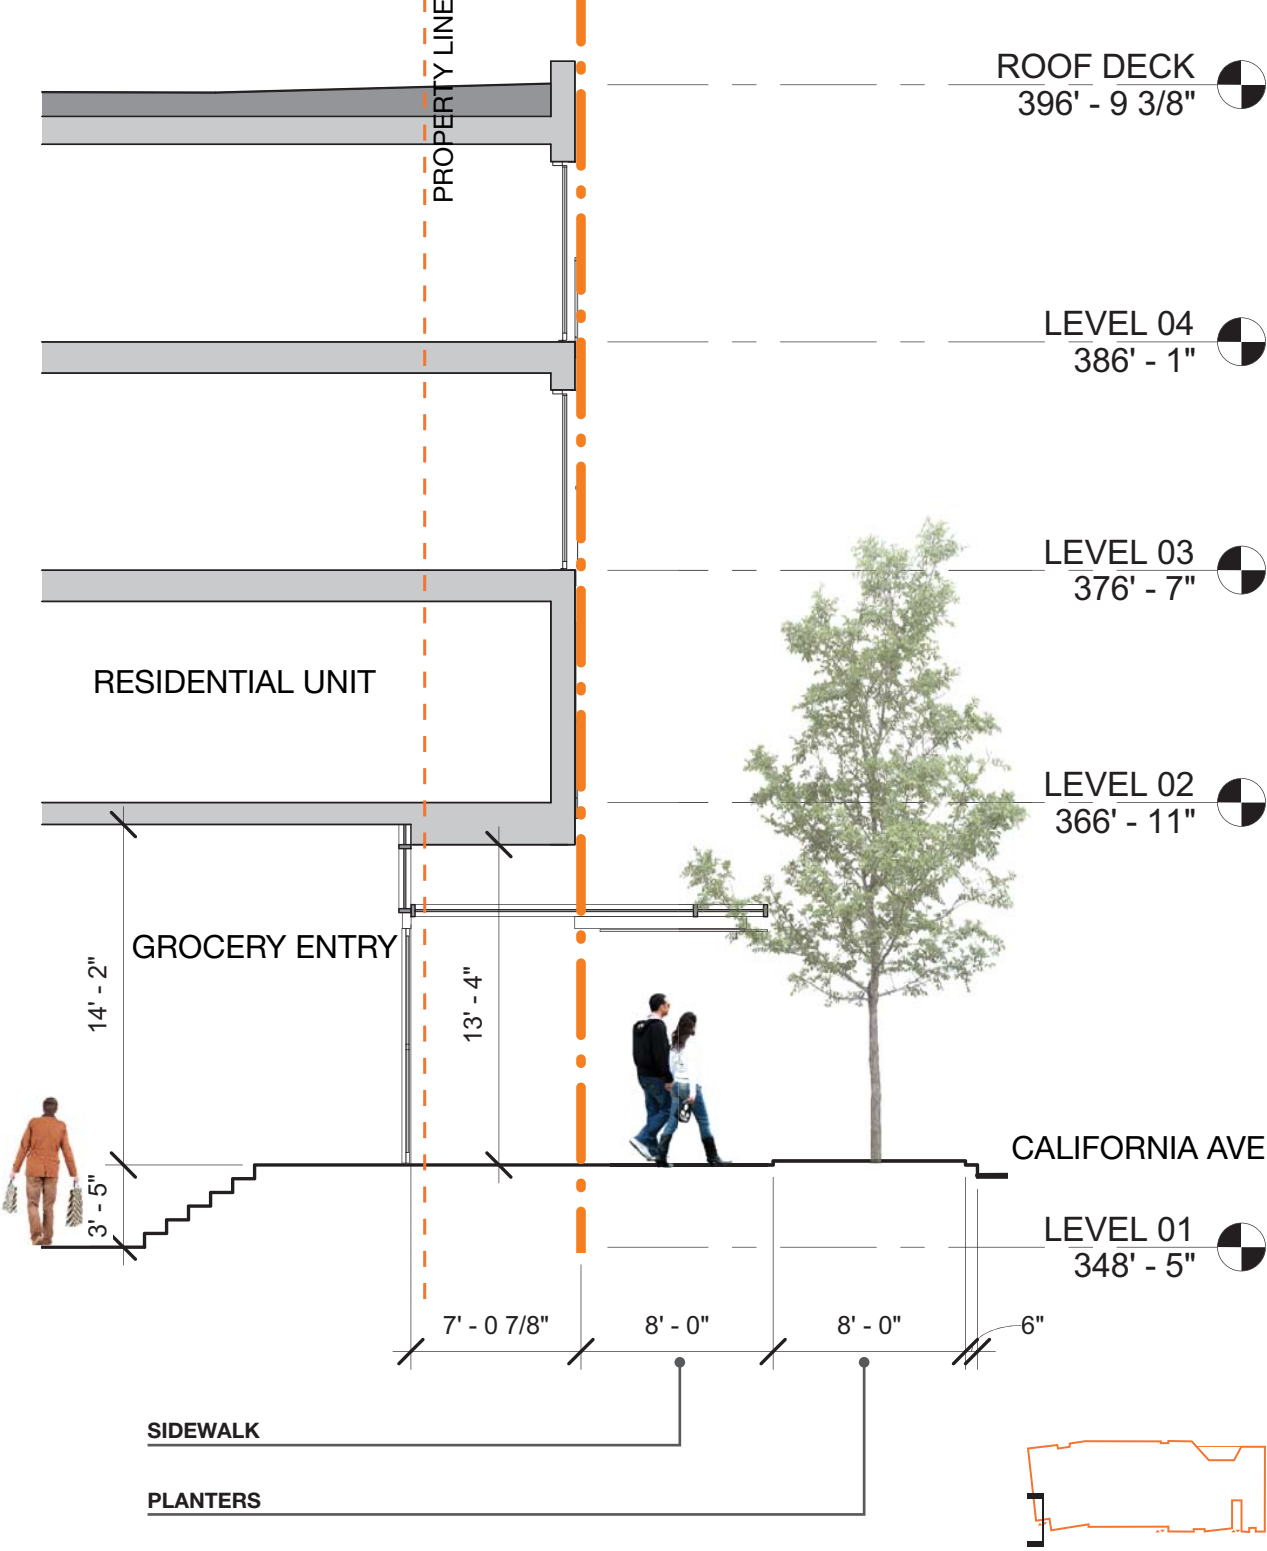 PROPERTY LINE
ROOF DECK
396' - 9 3/8"
LEVEL 04
386' - 1"
LEVEL 03
376' - 7"
RESIDENTIAL UNIT
LEVEL 02
366' - 11"
GROCERY ENTRY
14' - 2"
13' - 4"
CALIFORNIA AVE
3' - 5"
LEVEL 01
348' - 5"
7' - 0 7/8"
8' - 0"
8' - 0"
6"
SIDEWALK
PLANTERS